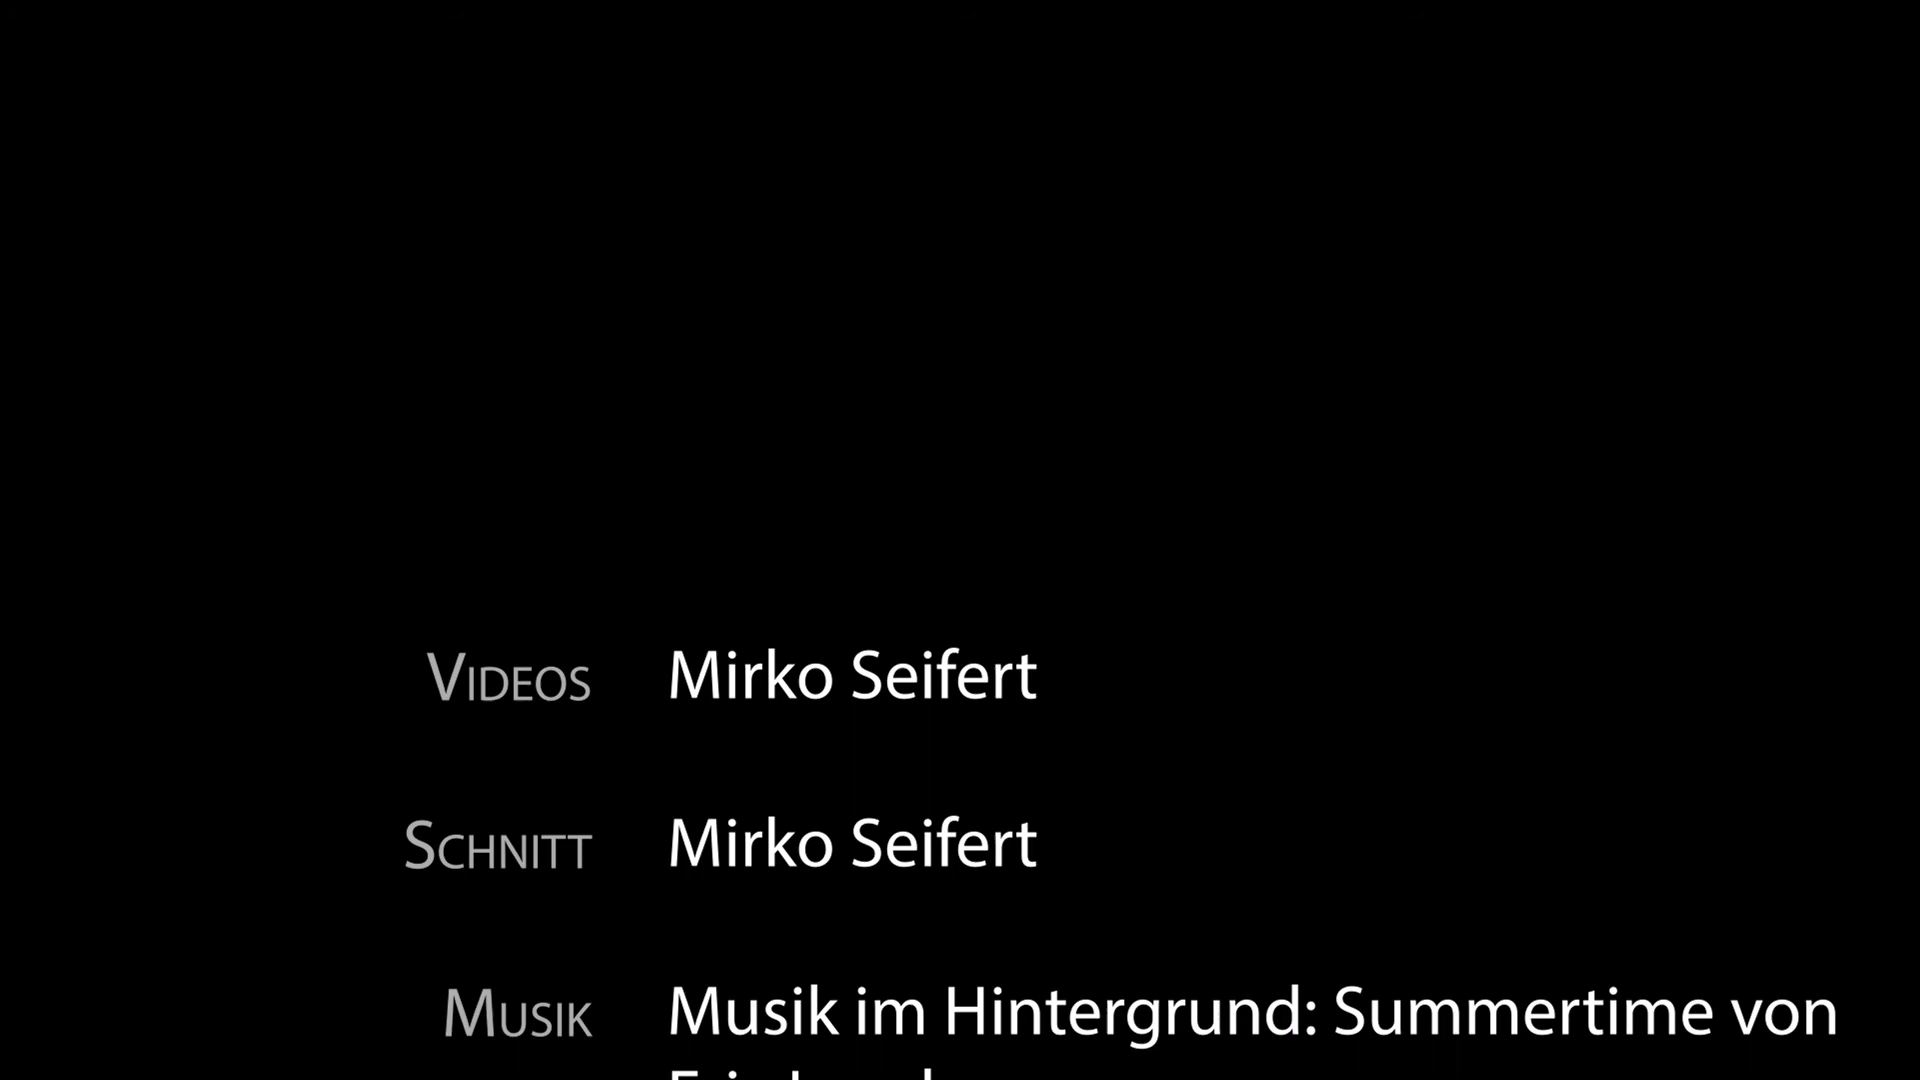 Videos Mirko Seifert
Schnitt Mirko Seifert
Musik Musik im Hintergrund: Summertime von